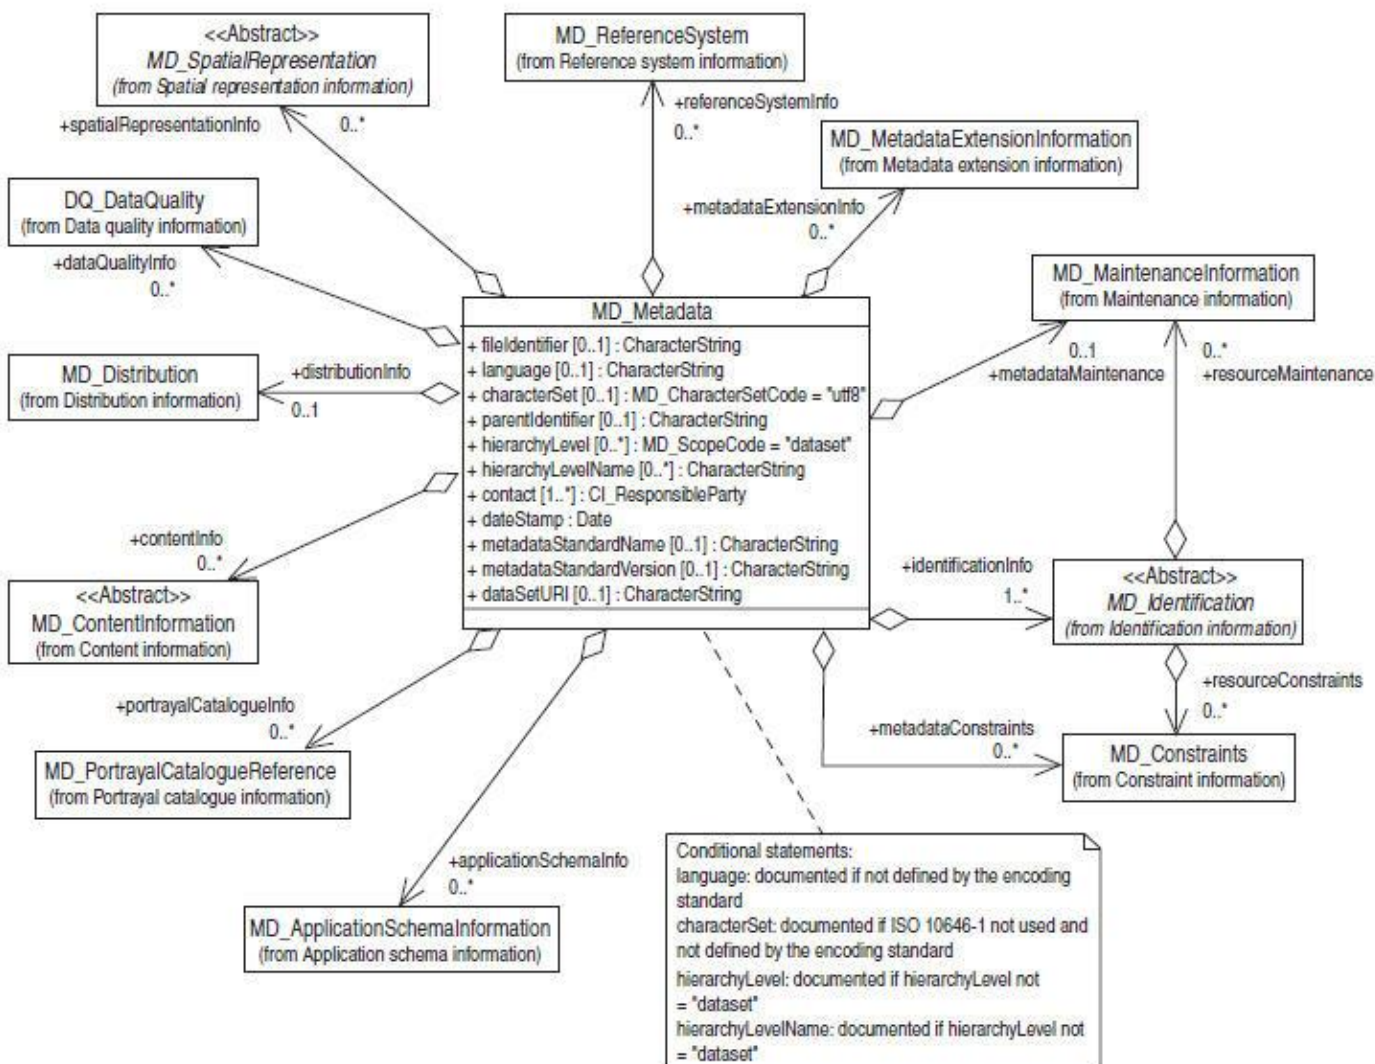 <<Abstract>>
MD_SpatialRepresentation
(from Spatial representation information)
MD_ReferenceSystem
(from Reference system information)
+spatialRepresentationInfo
0..*
+referenceSystemInfo
0..*
MD_MetadataExtensionInformation
(from Metadata extension information)
DQ_DataQuality
(from Data quality information)
+metadataExtensionInfo
0..*
+dataQualityInfo
0..*
MD_MaintenanceInformation
(from Maintenance information)
MD_Metadata
+ fileIdentifier [0..1] : CharacterString
+ language [0..1] : CharacterString
+ characterSet [0..1] : MD_CharacterSetCode = "utf8"
+ parentIdentifier [0..1] : CharacterString
+ hierarchyLevel [0..*] : MD_ScopeCode = "dataset"
+ hierarchyLevelName [0..*] : CharacterString
+ contact [1..*] : CI_ResponsibleParty
+ dateStamp : Date
+ metadataStandardName [0..1] : CharacterString
+ metadataStandardVersion [0..1] : CharacterString
+ dataSetURI [0..1] : CharacterString
0..1
+metadataMaintenance
0..*
+resourceMaintenance
MD_Distribution
(from Distribution information)
+distributionInfo
0..1
+contentInfo
0..*
<<Abstract>>
MD_ContentInformation
(from Content information)
+identificationInfo
1..*
<<Abstract>>
MD_Identification
(from Identification information)
+resourceConstraints
0..*
+portrayalCatalogueInfo
0..*
MD_PortrayalCatalogueReference
(from Portrayal catalogue information)
+metadataConstraints
0..*
MD_Constraints
(from Constraint information)
+applicationSchemaInfo
0..*
MD_ApplicationSchemaInformation
(from Application schema information)
Conditional statements:
language: documented if not defined by the encoding
standard
characterSet: documented if ISO 10646-1 not used and
not defined by the encoding standard
hierarchyLevel: documented if hierarchyLevel not
= "dataset"
hierarchyLevelName: documented if hierarchyLevel not
= "dataset"